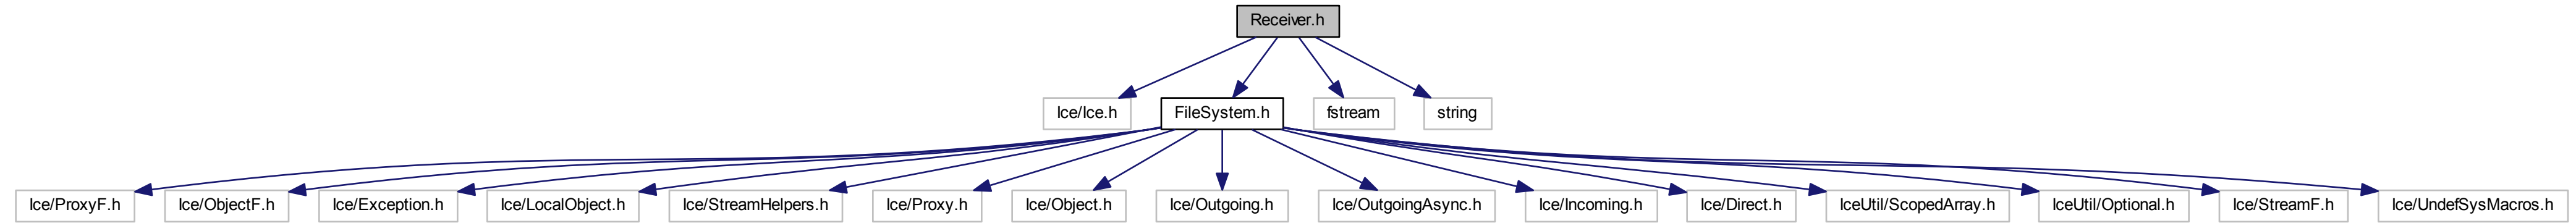 Receiver.h
Ice/Ice.h
FileSystem.h
fstream
string
Ice/ProxyF.h
Ice/ObjectF.h
Ice/Exception.h
Ice/LocalObject.h
Ice/StreamHelpers.h
Ice/Proxy.h
Ice/Object.h
Ice/Outgoing.h
Ice/OutgoingAsync.h
Ice/Incoming.h
Ice/Direct.h
IceUtil/ScopedArray.h
IceUtil/Optional.h
Ice/StreamF.h
Ice/UndefSysMacros.h